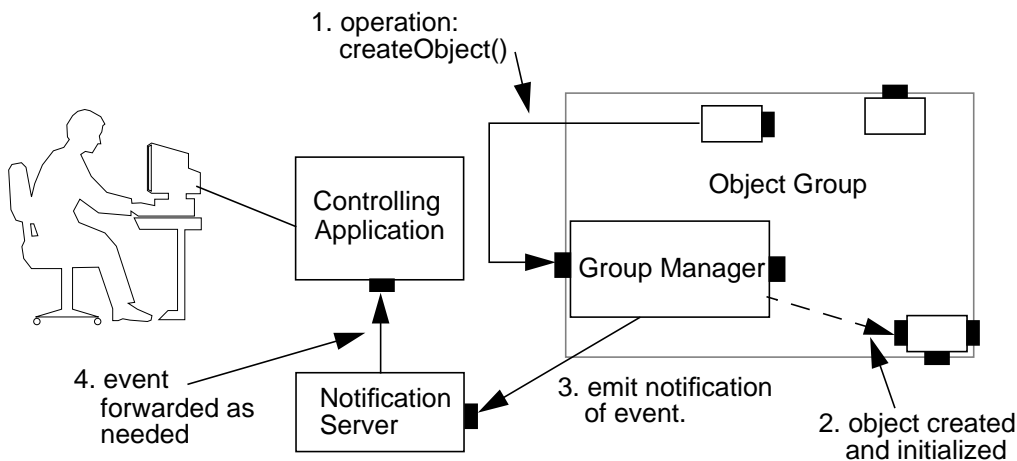 1. operation:
createObject()
Object Group
Controlling
Application
Group Manager
4. event
forwarded as
needed
Notification
Server
3. emit notification
of event.
2. object created
and initialized